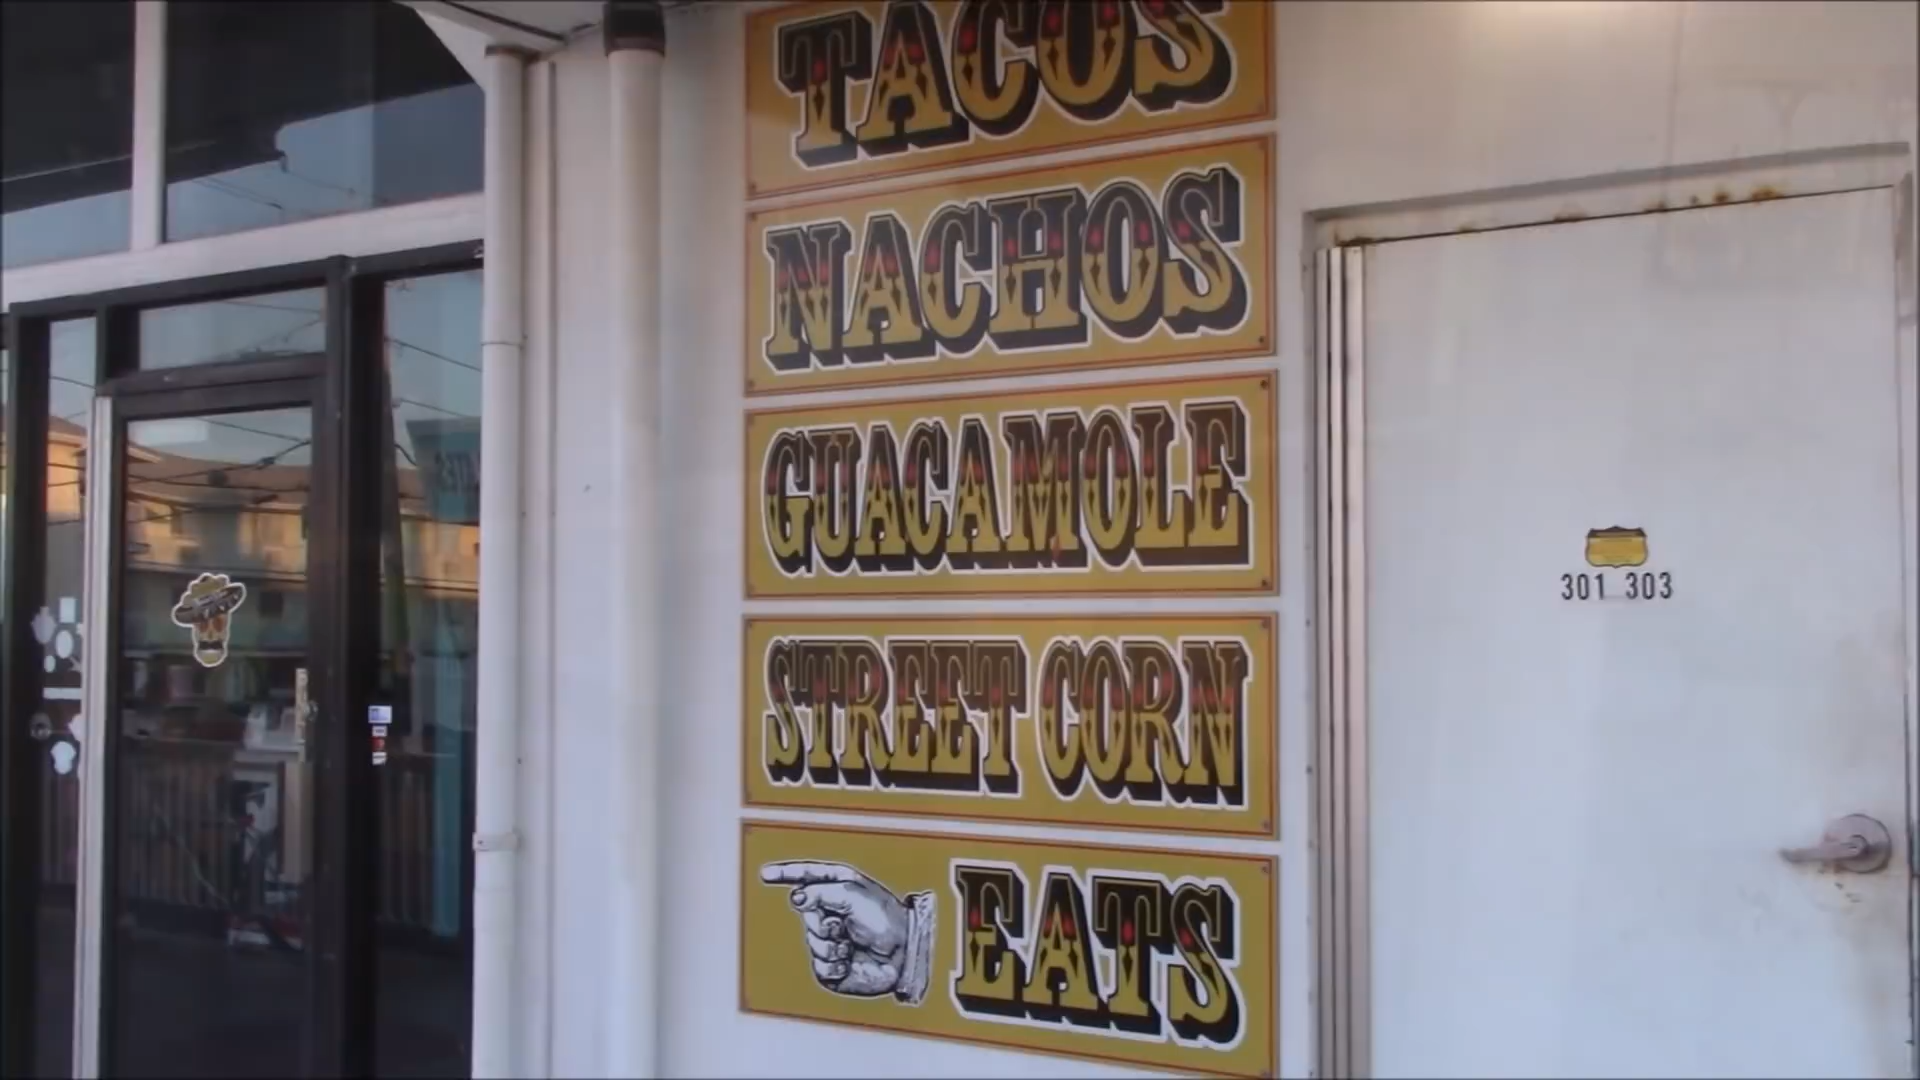 TACOS
NACHOS
GUACAMOLE
STREET CORN
EATS
301 303